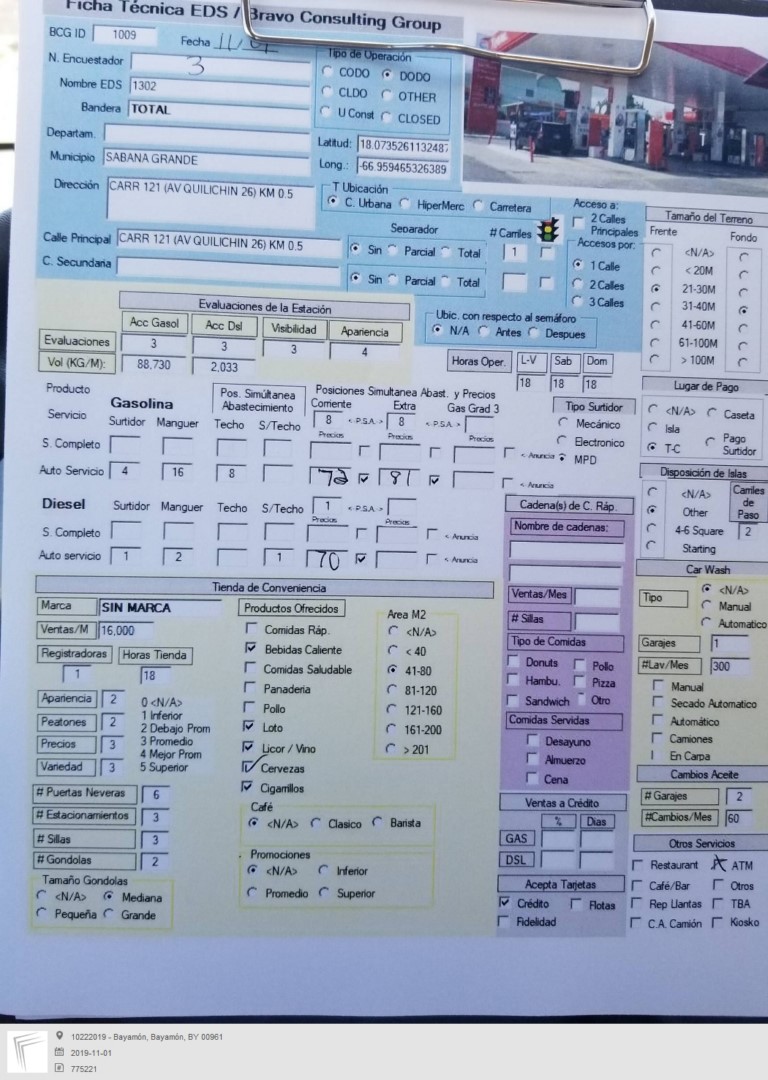 Ficha Técnica EDS / Bravo Consulting Group
BCG ID 1009 Fecha 11/01
N. Encuestador 3
Nombre EDS 1302
Bandera TOTAL
Departam.
Municipio SABANA GRANDE
Dirección CARR 121 (AV QUILICHIN 26) KM 0.5
Calle Principal CARR 121 (AV QUILICHIN 26) KM 0.5
C. Secundaria
Tipo de Operación
CODO DODO
CLDO OTHER
U Const CLOSED
Latitud: 18.0735261132487
Long.: -66.959465326389
T Ubicación
C. Urbana HiperMerc Carretera
Separador # Carriles
Sin Parcial Total 1
Sin Parcial Total
Acceso a:
2 Calles Principales
Accesos por:
1 Calle
2 Calles
3 Calles
Ubic. con respecto al semáforo
N/A Antes Despues
Tamaño del Terreno
Frente Fondo
<N/A>
< 20M
21-30M
31-40M
41-60M
61-100M
> 100M
Evaluaciones de la Estación
Acc Gasol Acc Dsl Visibilidad Apariencia
Evaluaciones 3 3 3 4
Vol (KG/M): 88,730 2,033
Horas Oper. L-V Sab Dom
18 18 18
Producto
Servicio
Gasolina
Surtidor Manguer
Pos. Simúltanea Abastecimiento
Techo S/Techo
Posiciones Simultanea Abast. y Precios
Corriente Extra Gas Grad 3
8 < P.S.A. > 8 < P.S.A. >
Precios Precios Precios
S. Completo < Anuncia
Auto Servicio 4 16 8 72 81 < Anuncia
Diesel Surtidor Manguer Techo S/Techo 1 < P.S.A. >
Precios Precios
S. Completo < Anuncia
Auto servicio 1 2 1 70 < Anuncia
Tipo Surtidor
Mecánico
Electronico
MPD
Lugar de Pago
<N/A> Caseta
Isla
T-C Pago Surtidor
Disposición de Islas
<N/A>
Other
4-6 Square
Starting
Carriles de Paso
2
Tienda de Conveniencia
Marca SIN MARCA
Ventas/M 16,000
Registradoras Horas Tienda
1 18
Apariencia 2
Peatones 2
Precios 3
Variedad 3
0 <N/A>
1 Inferior
2 Debajo Prom
3 Promedio
4 Mejor Prom
5 Superior
# Puertas Neveras 6
# Estacionamientos 3
# Sillas 3
# Gondolas 2
Tamaño Gondolas
<N/A> Mediana
Pequeña Grande
Productos Ofrecidos
Comidas Ráp.
Bebidas Caliente
Comidas Saludable
Panaderia
Pollo
Loto
Licor / Vino
Cervezas
Cigarrillos
Café
<N/A> Clasico Barista
Promociones
<N/A> Inferior
Promedio Superior
Area M2
<N/A>
< 40
41-80
81-120
121-160
161-200
> 201
Cadena(s) de C. Ráp.
Nombre de cadenas:
Ventas/Mes
# Sillas
Tipo de Comidas
Donuts Pollo
Hambu. Pizza
Sandwich Otro
Comidas Servidas
Desayuno
Almuerzo
Cena
Ventas a Crédito
% Dias
GAS
DSL
Acepta Tarjetas
Crédito Flotas
Fidelidad
Car Wash
Tipo
<N/A>
Manual
Automatico
Garajes 1
#Lav/Mes 300
Manual
Secado Automatico
Automático
Camiones
En Carpa
Cambios Aceite
# Garajes 2
#Cambios/Mes 60
Otros Servicios
Restaurant ATM
Café/Bar Otros
Rep Llantas TBA
C.A. Camión Kiosko
10222019 - Bayamón, Bayamón, BY 00961
2019-11-01
775221